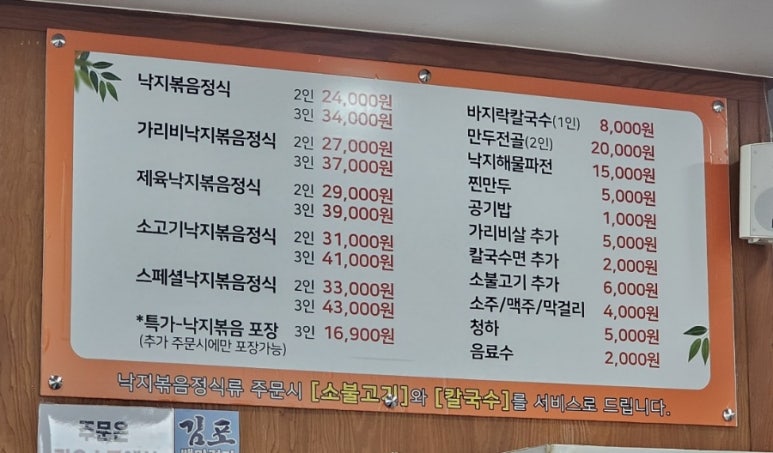 낙지볶음정식 2인 24,000원
3인 34,000원
가리비낙지볶음정식 2인 27,000원
3인 37,000원
제육낙지볶음정식 2인 29,000원
3인 39,000원
소고기낙지볶음정식 2인 31,000원
3인 41,000원
스페셜낙지볶음정식 2인 33,000원
3인 43,000원
*특가-낙지볶음 포장 3인 16,900원
(추가 주문시에만 포장가능)
바지락칼국수(1인) 8,000원
만두전골(2인) 20,000원
낙지해물파전 15,000원
찐만두 5,000원
공기밥 1,000원
가리비살 추가 5,000원
칼국수면 추가 2,000원
소불고기 추가 6,000원
소주/맥주/막걸리 4,000원
청하 5,000원
음료수 2,000원
낙지볶음정식류 주문시 [소불고기]와 [칼국수]를 서비스로 드립니다.
주문은
김포